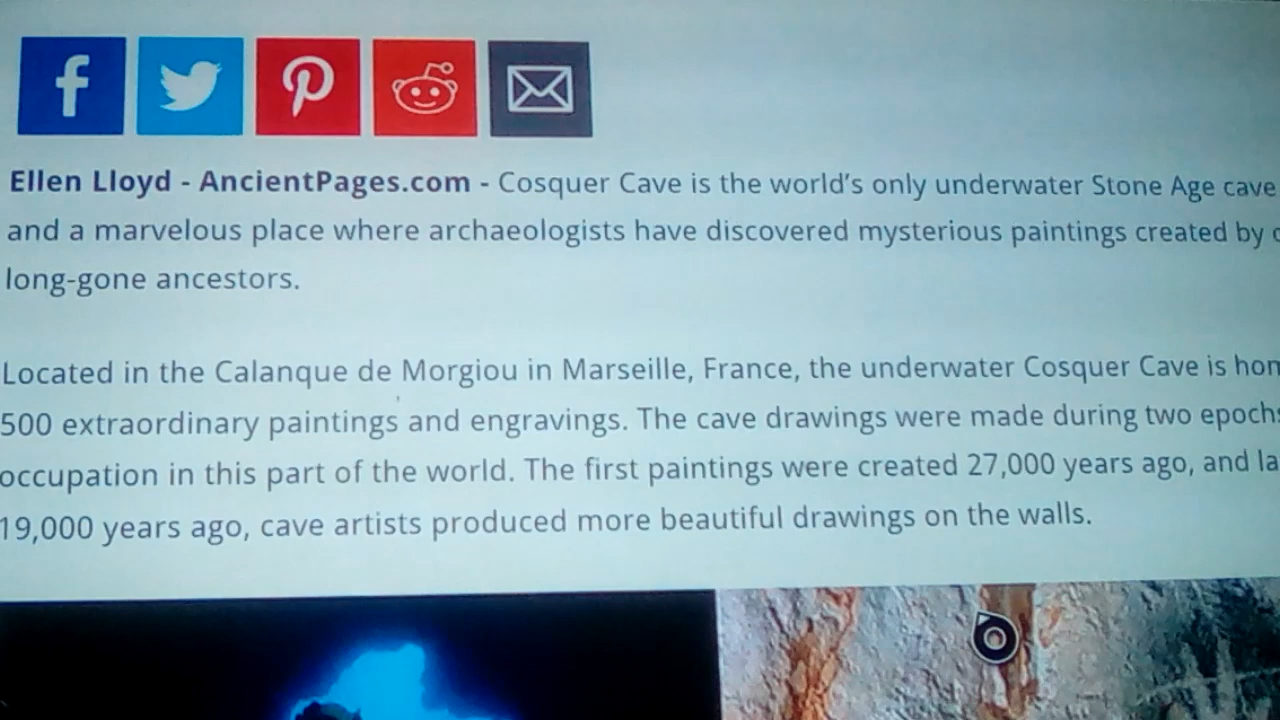 Ellen Lloyd - AncientPages.com - Cosquer Cave is the world's only underwater Stone Age cave
and a marvelous place where archaeologists have discovered mysterious paintings created by
long-gone ancestors.
Located in the Calanque de Morgiou in Marseille, France, the underwater Cosquer Cave is
500 extraordinary paintings and engravings. The cave drawings were made during two
occupation in this part of the world. The first paintings were created 27,000 years ago, and
19,000 years ago, cave artists produced more beautiful drawings on the walls.